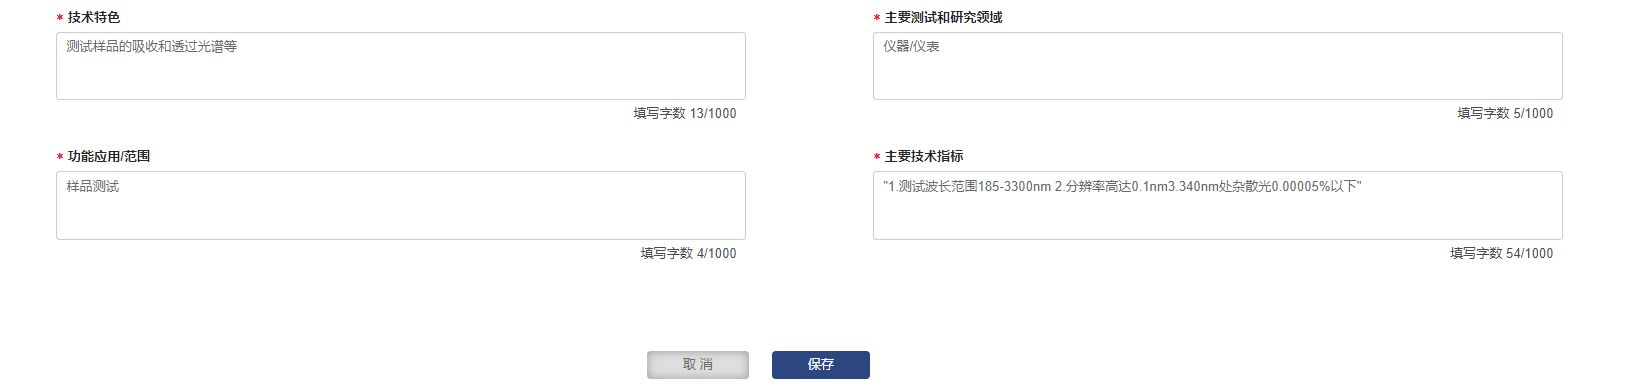 * 技术特色
* 主要测试和研究领域
测试样品的吸收和透过光谱等
仪器/仪表
填写字数 13/1000
填写字数 5/1000
* 功能应用/范围
* 主要技术指标
样品测试
"1.测试波长范围185-3300nm 2.分辨率高达0.1nm3.340nm处杂散光0.00005%以下"
填写字数 4/1000
填写字数 54/1000
取 消
保存